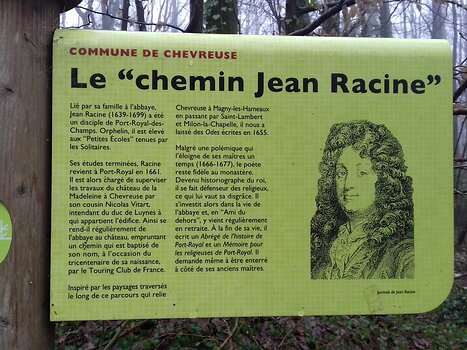 COMMUNE DE CHEVREUSE
Le “chemin Jean Racine”
Lié par sa famille à l'abbaye,
Jean Racine (1639-1699) a été
un disciple de Port-Royal-des-
Champs. Orphelin, il est élevé
aux "Petites Écoles" tenues par
les Solitaires.
Ses études terminées, Racine
revient à Port-Royal en 1661.
Il est alors chargé de superviser
les travaux du château de la
Madeleine à Chevreuse par
son cousin Nicolas Vitart,
intendant du duc de Luynes à
qui appartient l'édifice. Ainsi se
rend-il régulièrement de
l'abbaye au château, empruntant
un chemin qui est baptisé de
son nom, à l'occasion du
tricentenaire de sa naissance,
par le Touring Club de France.
Inspiré par les paysages traversés
le long de ce parcours qui relie
Chevreuse à Magny-les-Hameaux
en passant par Saint-Lambert
et Milon-la-Chapelle, il nous a
laissé des Odes écrites en 1655.
Malgré une polémique qui
l'éloigne de ses maîtres un
temps (1666-1677), le poète
reste fidèle au monastère.
Devenu historiographe du roi,
il se fait défenseur des religieux,
ce qui lui vaut sa disgrâce. Il
s'investit alors dans la vie de
l'abbaye et, en "Ami du
dehors", y vient régulièrement
en retraite. À la fin de sa vie, il
écrit un Abrégé de l'histoire de
Port-Royal et un Mémoire pour
les religieuses de Port-Royal. Il
demande même à être enterré
à côté de ses anciens maîtres.
portrait de Jean Racine